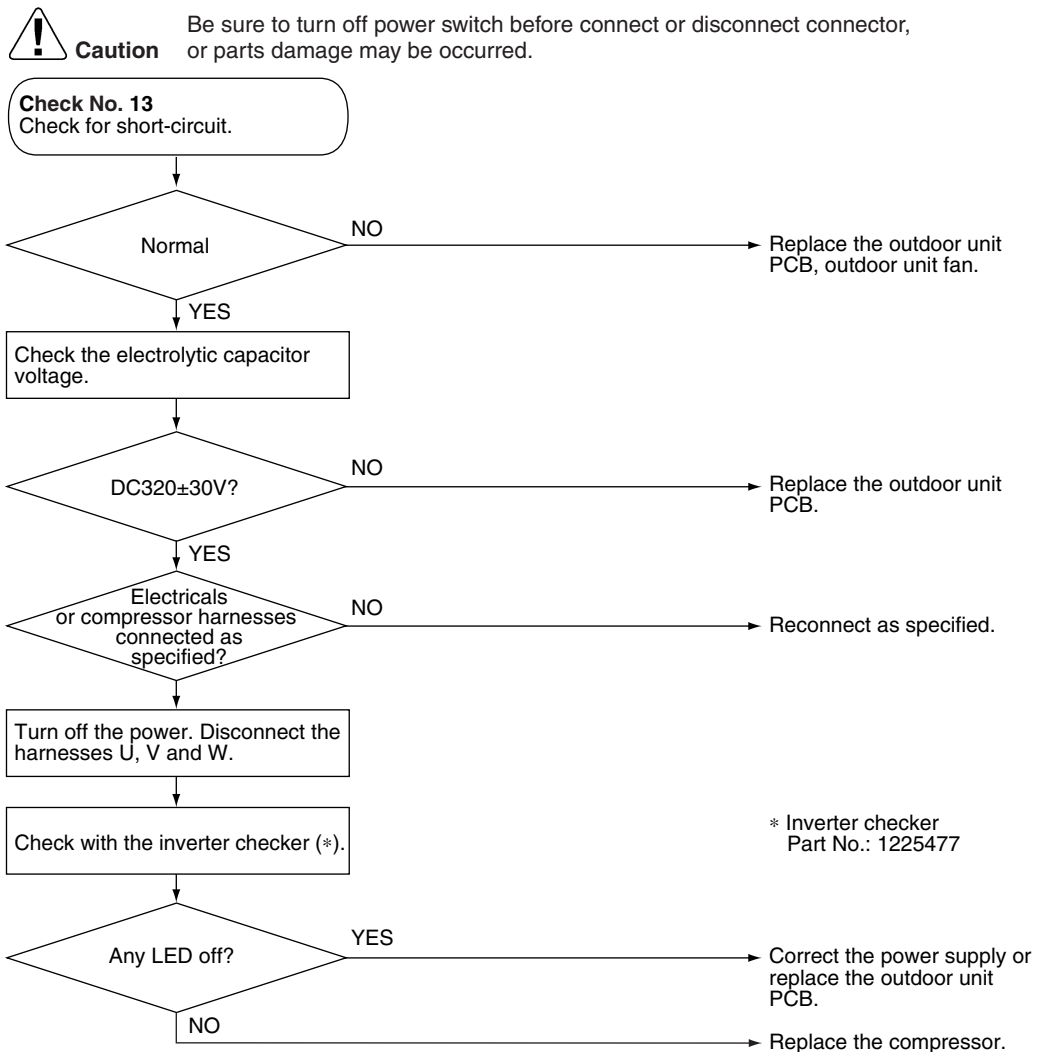 Be sure to turn off power switch before connect or disconnect connector,
Caution or parts damage may be occurred.
Check No. 13
Check for short-circuit.
Normal
NO
Replace the outdoor unit
PCB, outdoor unit fan.
YES
Check the electrolytic capacitor
voltage.
DC320±30V?
NO
Replace the outdoor unit
PCB.
YES
Electricals
or compressor harnesses
connected as
specified?
NO
Reconnect as specified.
Turn off the power. Disconnect the
harnesses U, V and W.
Check with the inverter checker (*).
* Inverter checker
Part No.: 1225477
Any LED off?
YES
Correct the power supply or
replace the outdoor unit
PCB.
NO
Replace the compressor.